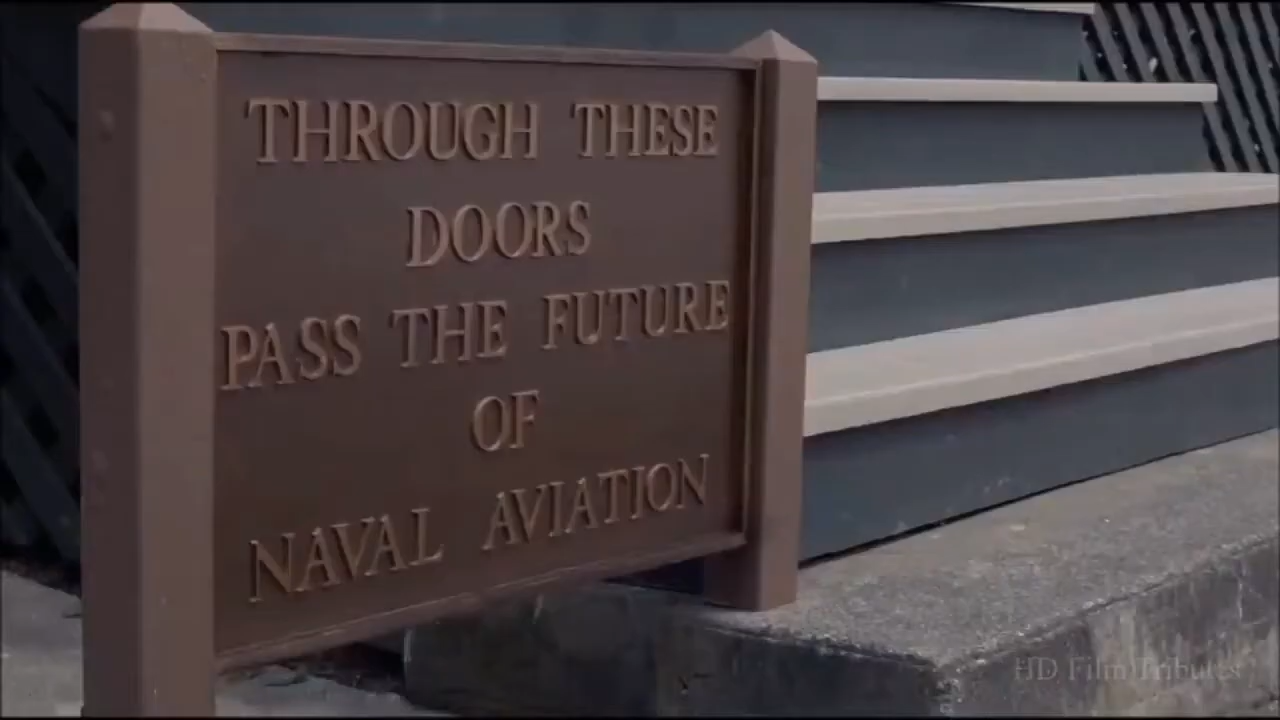 THROUGH THESE
DOORS
PASS THE FUTURE
OF
NAVAL AVIATION
HD Film Tributes